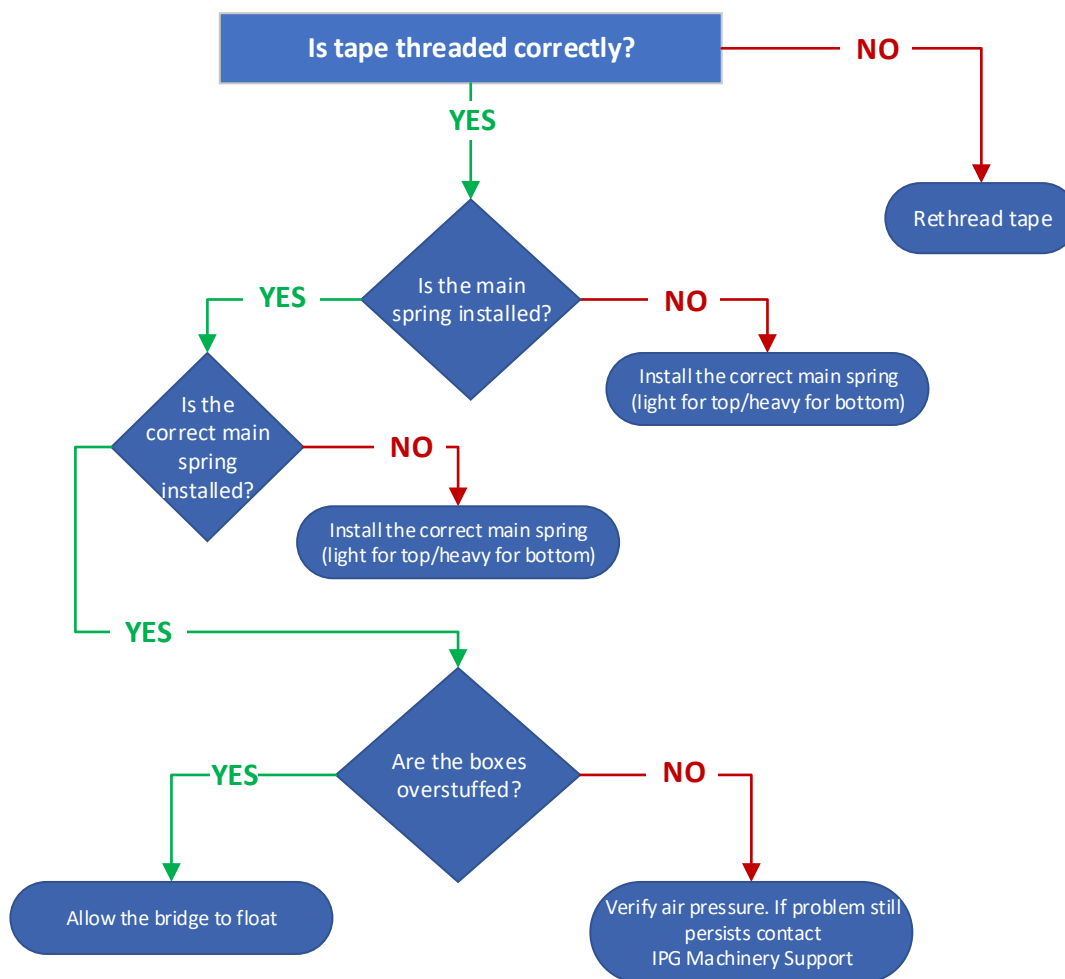 Is tape threaded correctly?
NO
YES
Rethread tape
Is the main
spring installed?
YES
NO
Install the correct main spring
(light for top/heavy for bottom)
Is the
correct main
spring
installed?
NO
Install the correct main spring
(light for top/heavy for bottom)
YES
Are the boxes
overstuffed?
YES
NO
Allow the bridge to float
Verify air pressure. If problem still
persists contact
IPG Machinery Support